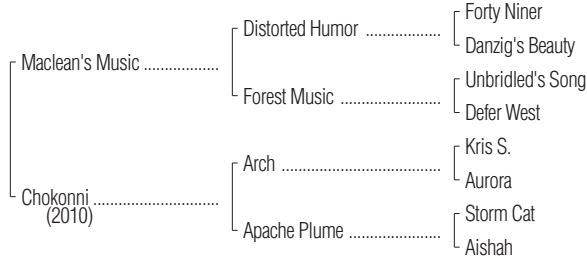 Forty Niner
Distorted Humor ..................
Danzig's Beauty
Maclean's Music ..................
Unbridled's Song
Forest Music ........................
Defer West
Kris S.
Arch ......................................
Aurora
Chokonni ..............................
(2010)
Storm Cat
Apache Plume ......................
Aishah